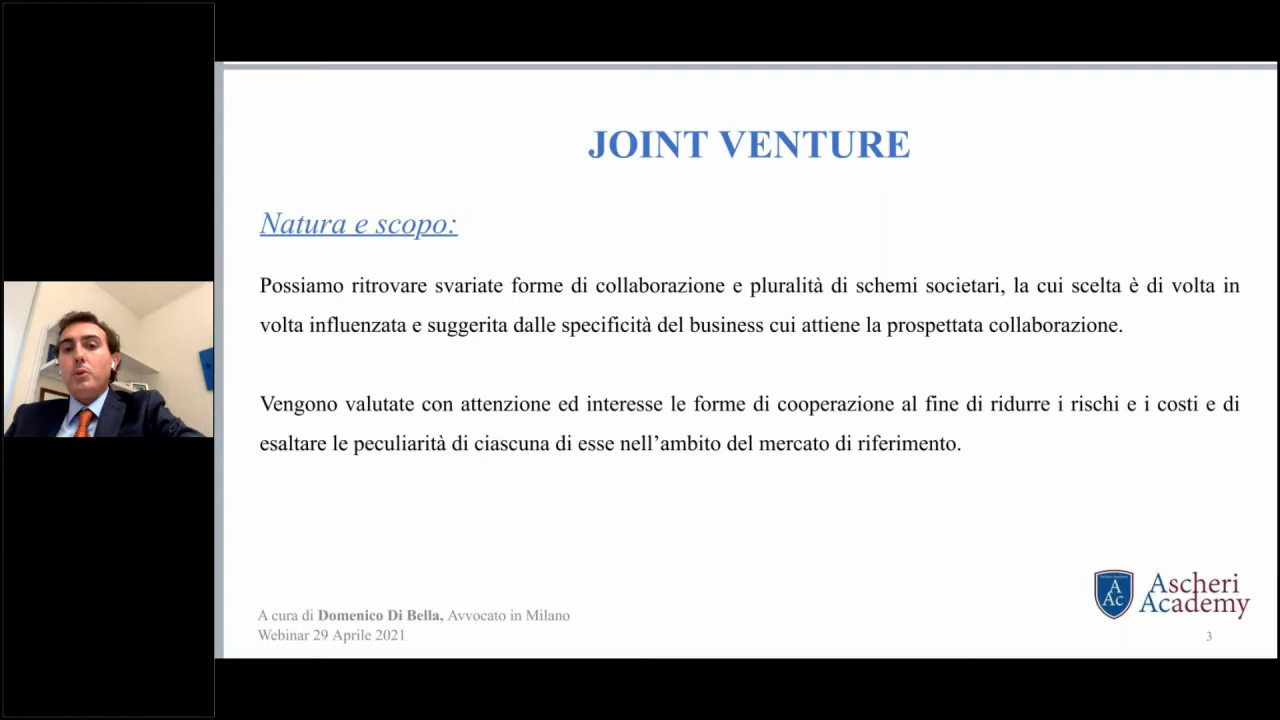 JOINT VENTURE
Natura e scopo:
Possiamo ritrovare svariate forme di collaborazione e pluralità di schemi societari, la cui scelta è di volta in
volta influenzata e suggerita dalle specificità del business cui attiene la prospettata collaborazione.
Vengono valutate con attenzione ed interesse le forme di cooperazione al fine di ridurre i rischi e i costi e di
esaltare le peculiarità di ciascuna di esse nell’ambito del mercato di riferimento.
A
Ac
Ascheri
Academy
A cura di Domenico Di Bella, Avvocato in Milano
Webinar 29 Aprile 2021
3